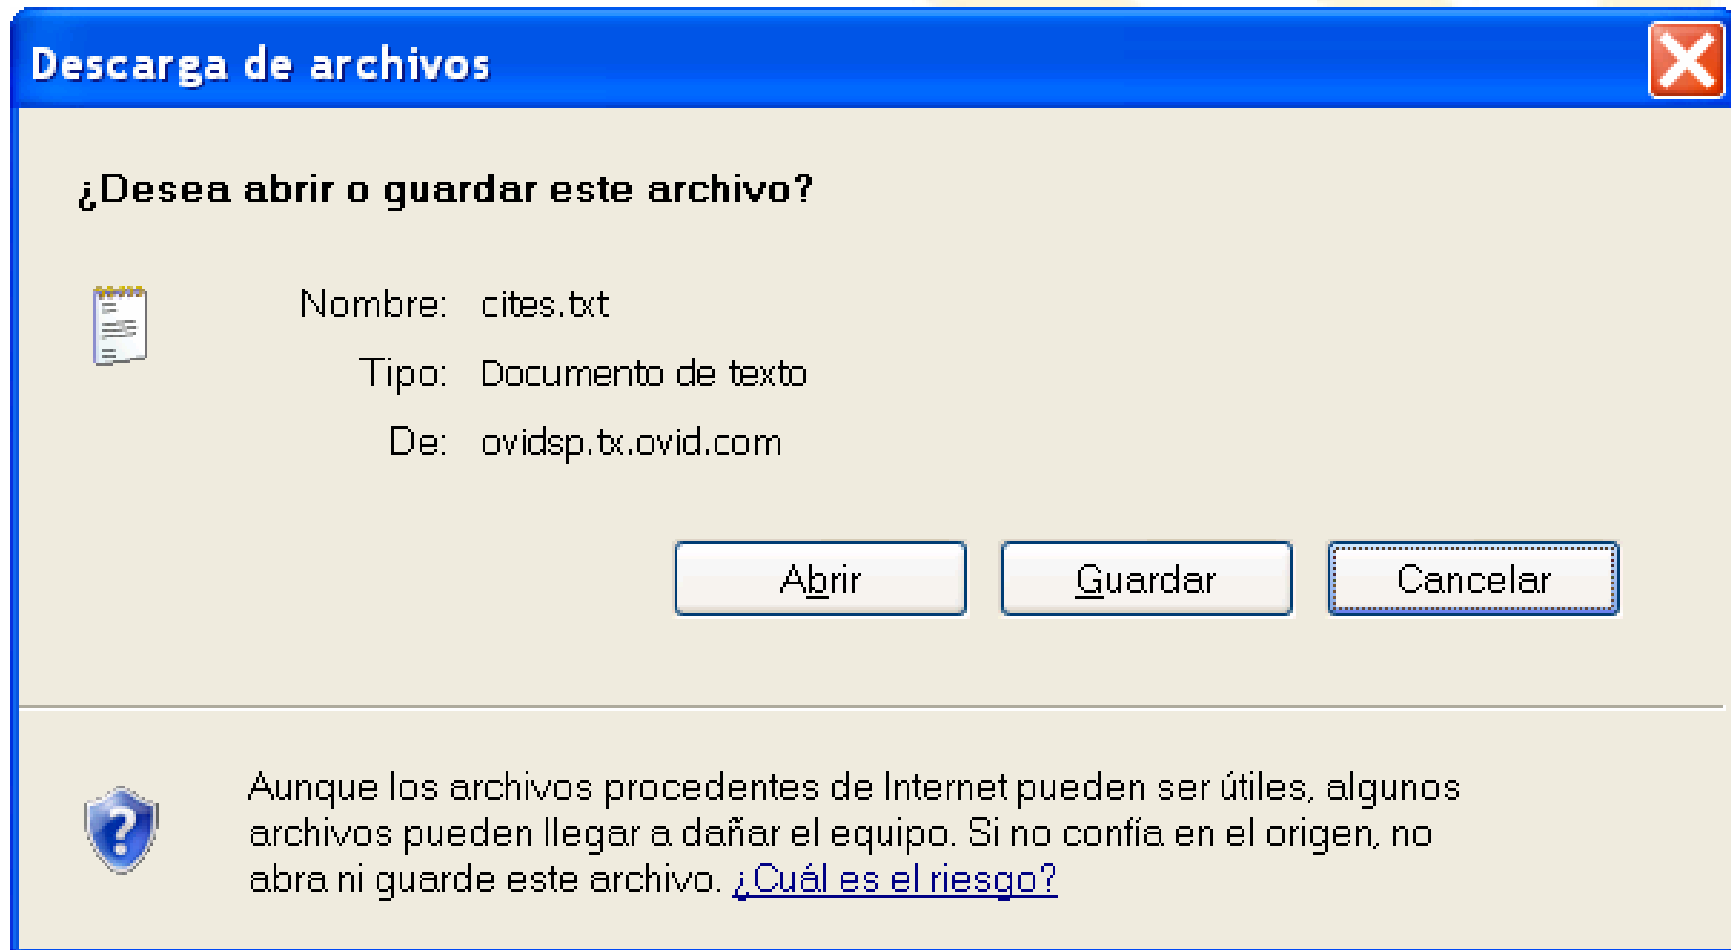 Descarga de archivos
¿Desea abrir o guardar este archivo?
Nombre: cites.txt
Tipo: Documento de texto
De: ovidsp.tx.ovid.com
Abrir Guardar Cancelar
Aunque los archivos procedentes de Internet pueden ser útiles, algunos
archivos pueden llegar a dañar el equipo. Si no confía en el origen, no
abra ni guarde este archivo. ¿Cuál es el riesgo?